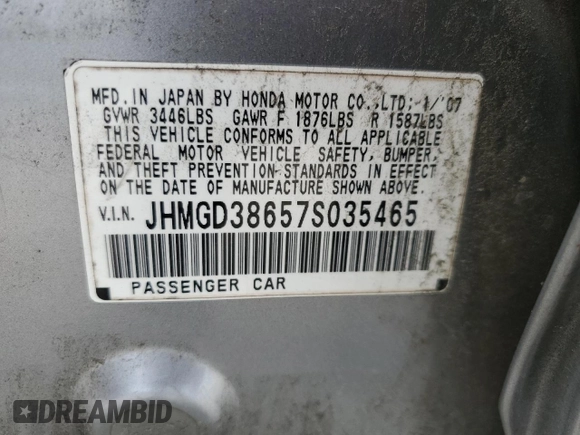 MFD. IN JAPAN BY HONDA MOTOR CO.,LTD; 1/'07
GVWR 3446LBS GAWR F 1876LBS R 1587LBS
THIS VEHICLE CONFORMS TO ALL APPLICABLE
FEDERAL MOTOR VEHICLE SAFETY, BUMPER,
AND THEFT PREVENTION STANDARDS IN EFFECT
ON THE DATE OF MANUFACTURE SHOWN ABOVE.
V.I.N. JHMGD38657S035465
PASSENGER CAR
DREAMBID